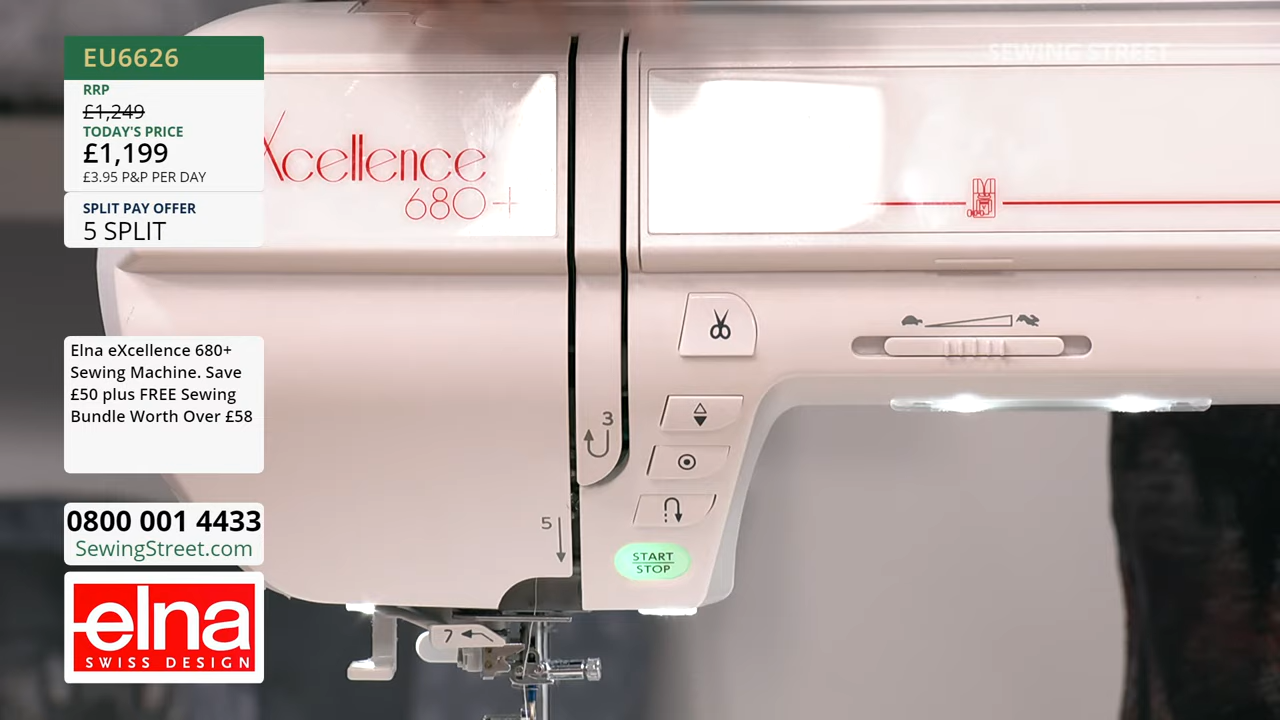 EU6626
RRP
£1,249
TODAY'S PRICE
£1,199
£3.95 P&P PER DAY
SPLIT PAY OFFER
5 SPLIT
Elna eXcellence 680+
Sewing Machine. Save
£50 plus FREE Sewing
Bundle Worth Over £58
0800 001 4433
SewingStreet.com
elna
SWISS DESIGN
Xcellence
680+
SEWING STREET
3
5
START
STOP
7